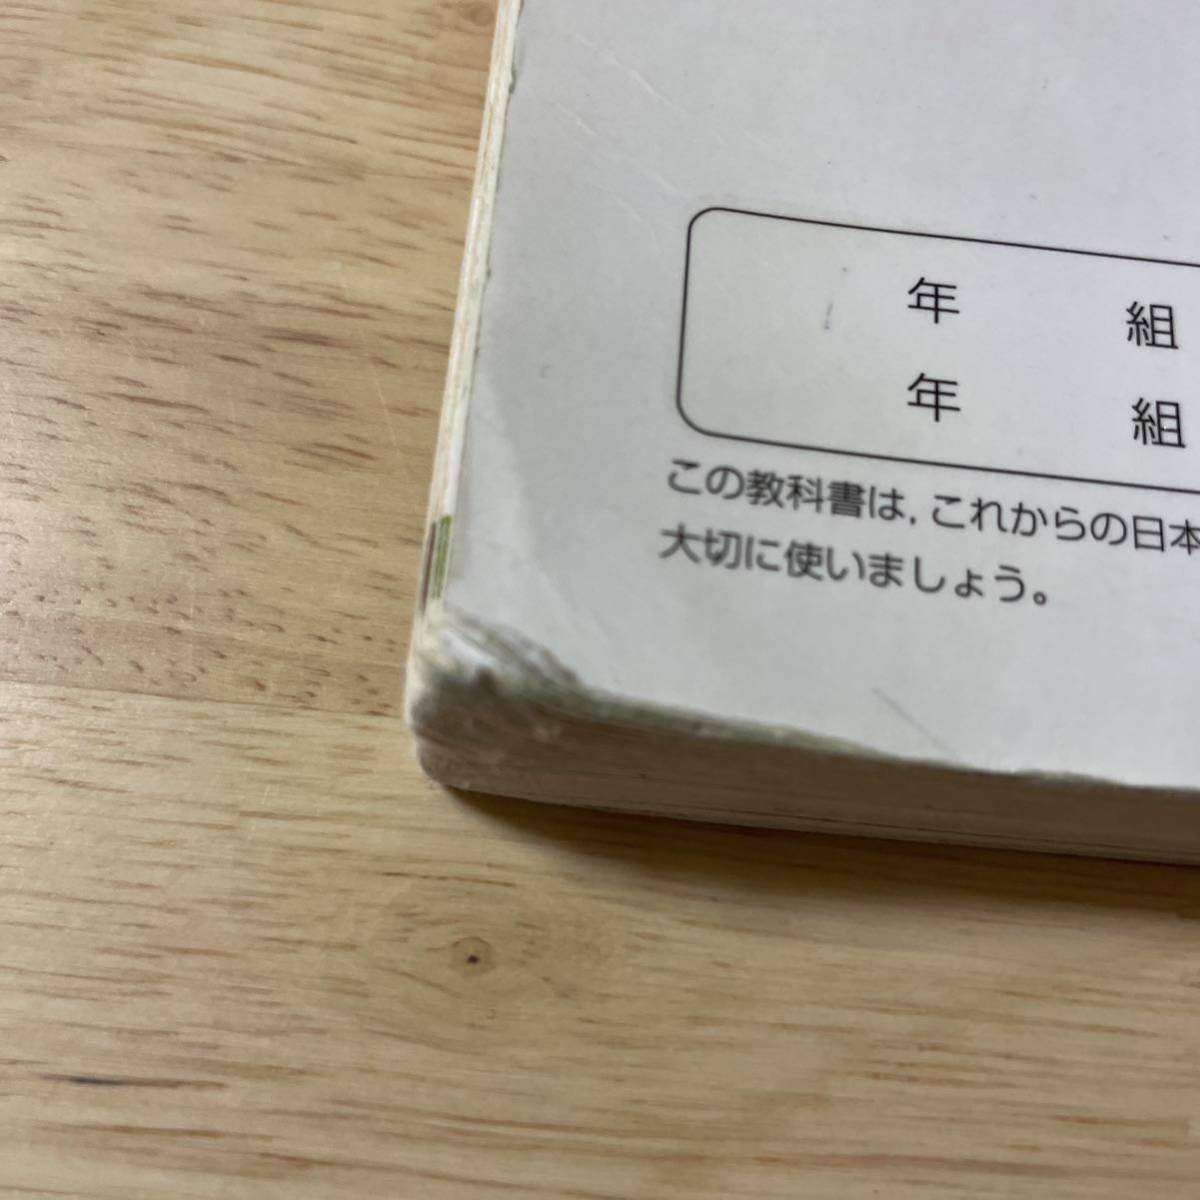 年 組
年 組
この教科書は，これからの日本
大切に使いましょう。